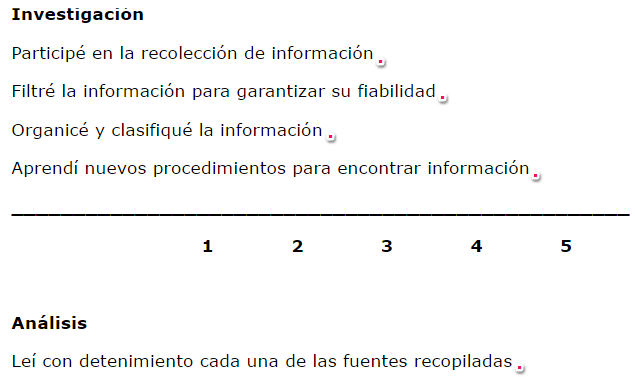 Investigación
Participé en la recolección de información.
Filtré la información para garantizar su fiabilidad.
Organicé y clasifiqué la información.
Aprendí nuevos procedimientos para encontrar información.
1 2 3 4 5
Análisis
Leí con detenimiento cada una de las fuentes recopiladas.